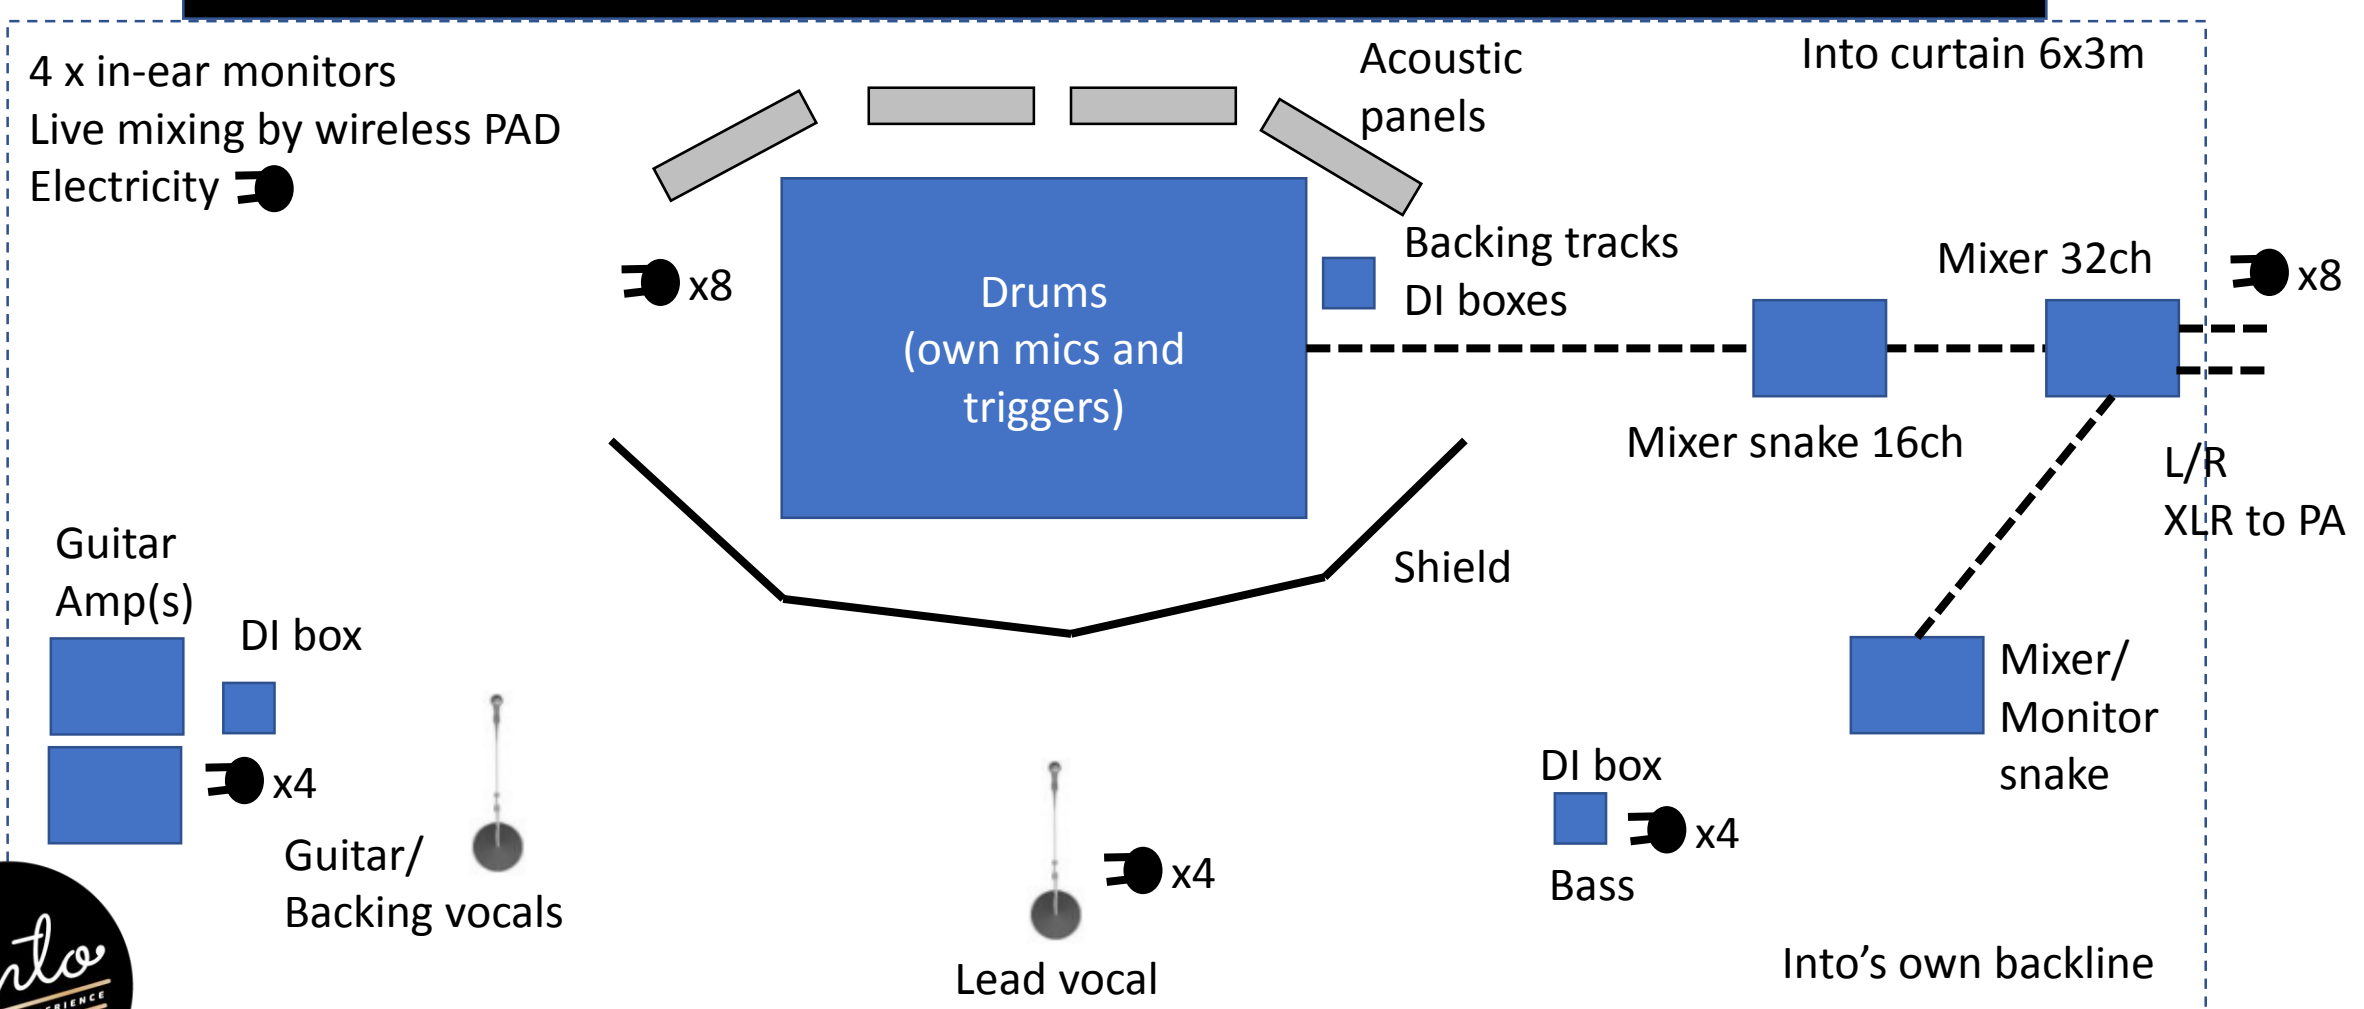 4 x in-ear monitors
Live mixing by wireless PAD
Electricity
Acoustic
panels
Into curtain 6x3m
x8
Drums
(own mics and
triggers)
Backing tracks
DI boxes
Mixer 32ch
x8
Mixer snake 16ch
L/R
XLR to PA
Guitar
Amp(s)
DI box
x4
Guitar/
Backing vocals
Shield
x4
Lead vocal
DI box
x4
Bass
Mixer/
Monitor
snake
Into's own backline